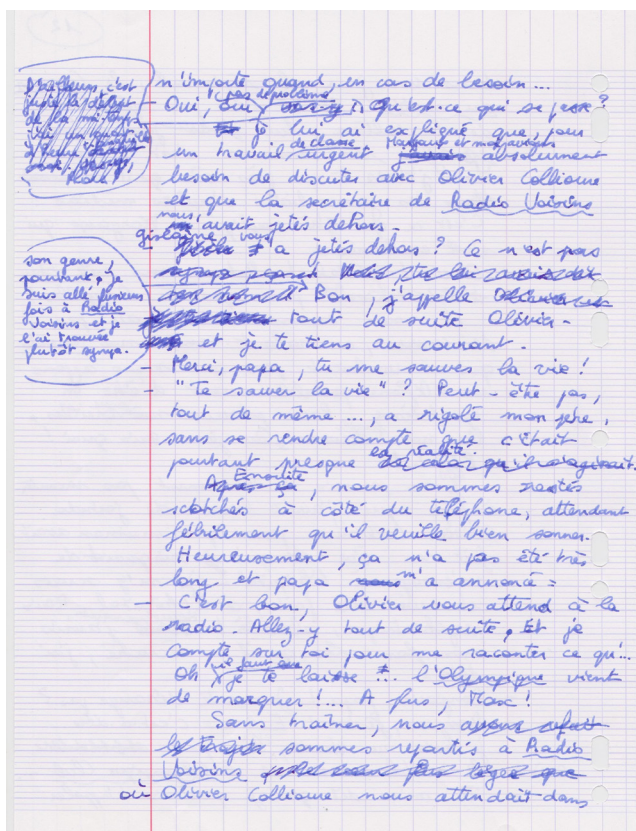 n'importe quand, en cas de besoin...
- Oui, pas de problème. Qu'est-ce qui se passe ?
Je lui ai expliqué que, pour
un travail de classe urgent Margaux et moi avions absolument
besoin de discuter avec Olivier Collioure
et que la secrétaire de Radio Voisins
nous avait jetés dehors.
- gislaine vous a jetés dehors ? Ce n'est pas
son genre,
pourtant, je
suis allé plusieurs
fois à Radio
Voisins et je
l'ai trouvée
plutôt sympa.
Bon, j'appelle
tout de suite Olivier -
et je te tiens au courant.
- Merci, papa, tu me sauves la vie !
- "Te sauver la vie" ? Peut-être pas,
tout de même..., a rigolé mon père,
sans se rendre compte que c'était
pourtant presque la réalité.
Ensuite, nous sommes restés
scotchés à côté du téléphone, attendant
fébrilement qu'il veuille bien sonner.
Heureusement, ça n'a pas été très
long et papa m'a annoncé :
- C'est bon, Olivier vous attend à la
radio. Allez-y tout de suite, Et je
compte sur toi pour me raconter ce qu'...
Oh, il faut que je te laisse !... l'Olympique vient
de marquer !... A plus, Max !
Sans traîner, nous
sommes repartis à Radio
Voisins
où Olivier Collioure nous attendait dans